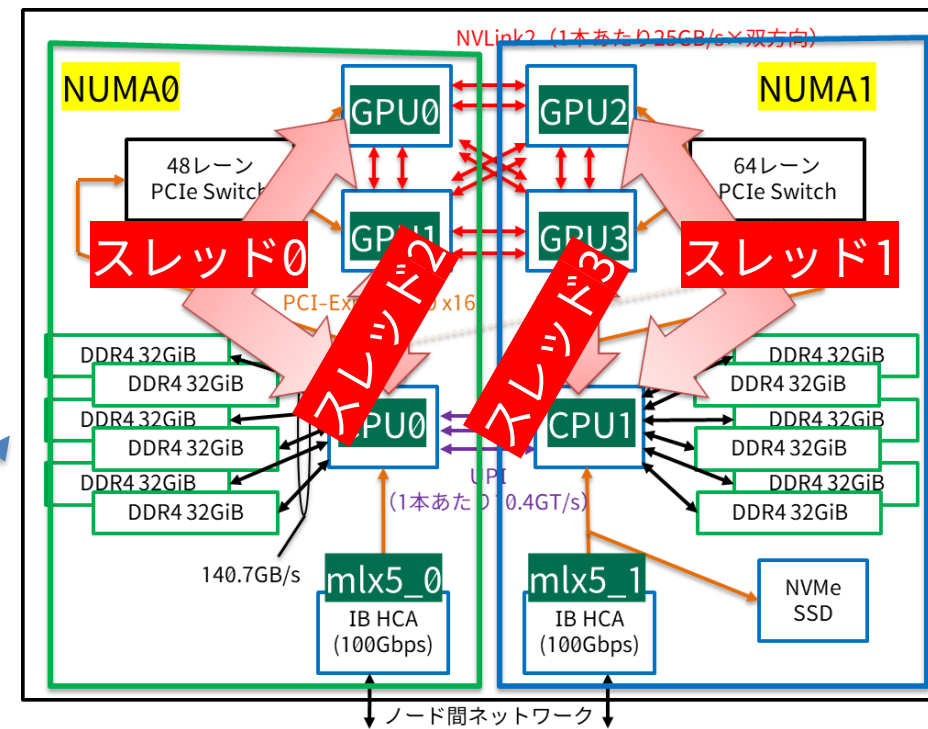 NVLink2 (1本あたり25GB/s×双方向)
NUMA0
NUMA1
GPU0
GPU2
48レーン
PCIe Switch
64レーン
PCIe Switch
GPU1
GPU3
スレッド0
スレッド2
スレッド3
スレッド1
PCI-Ex
x16
DDR4 32GiB
DDR4 32GiB
DDR4 32GiB
DDR4 32GiB
DDR4 32GiB
DDR4 32GiB
DDR4 32GiB
DDR4 32GiB
DDR4 32GiB
DDR4 32GiB
DDR4 32GiB
DDR4 32GiB
CPU0
CPU1
UPI
(1本あたり10.4GT/s)
140.7GB/s
mlx5_0
IB HCA
(100Gbps)
mlx5_1
IB HCA
(100Gbps)
NVMe
SSD
ノード間ネットワーク